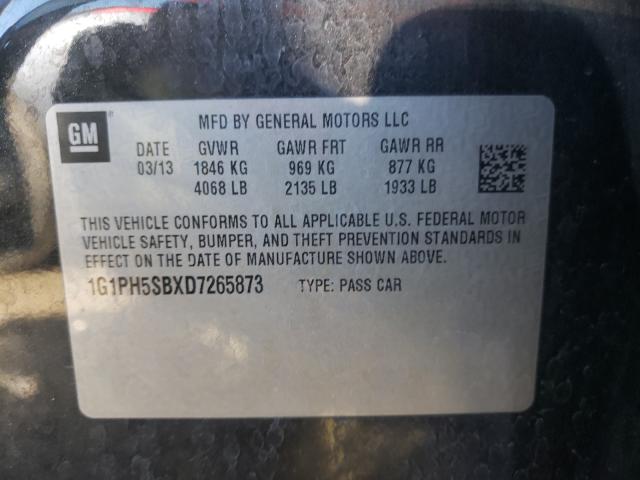 GM
MFD BY GENERAL MOTORS LLC
DATE GVWR GAWR FRT GAWR RR
03/13 1846 KG 969 KG 877 KG
4068 LB 2135 LB 1933 LB
THIS VEHICLE CONFORMS TO ALL APPLICABLE U.S. FEDERAL MOTOR
VEHICLE SAFETY, BUMPER, AND THEFT PREVENTION STANDARDS IN
EFFECT ON THE DATE OF MANUFACTURE SHOWN ABOVE.
1G1PH5SBXD7265873 TYPE: PASS CAR